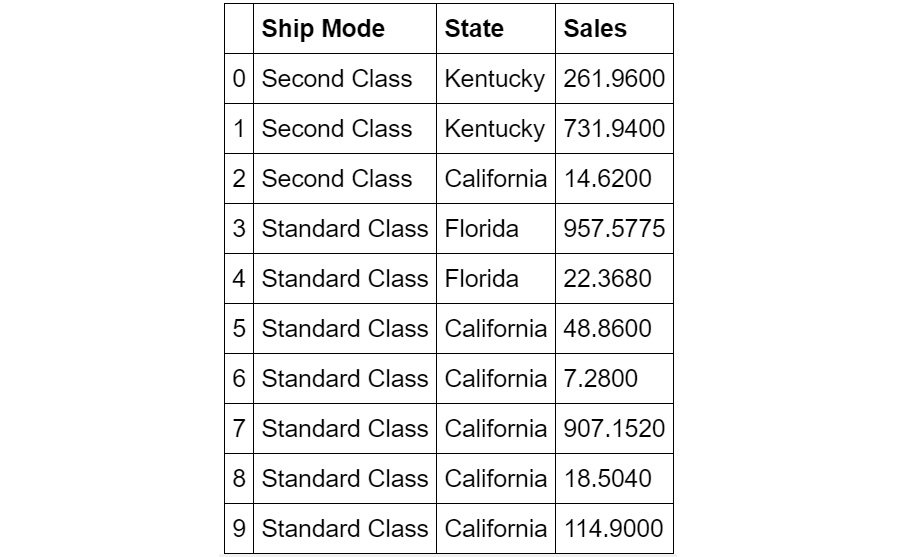 Ship Mode State Sales
0 Second Class Kentucky 261.9600
1 Second Class Kentucky 731.9400
2 Second Class California 14.6200
3 Standard Class Florida 957.5775
4 Standard Class Florida 22.3680
5 Standard Class California 48.8600
6 Standard Class California 7.2800
7 Standard Class California 907.1520
8 Standard Class California 18.5040
9 Standard Class California 114.9000